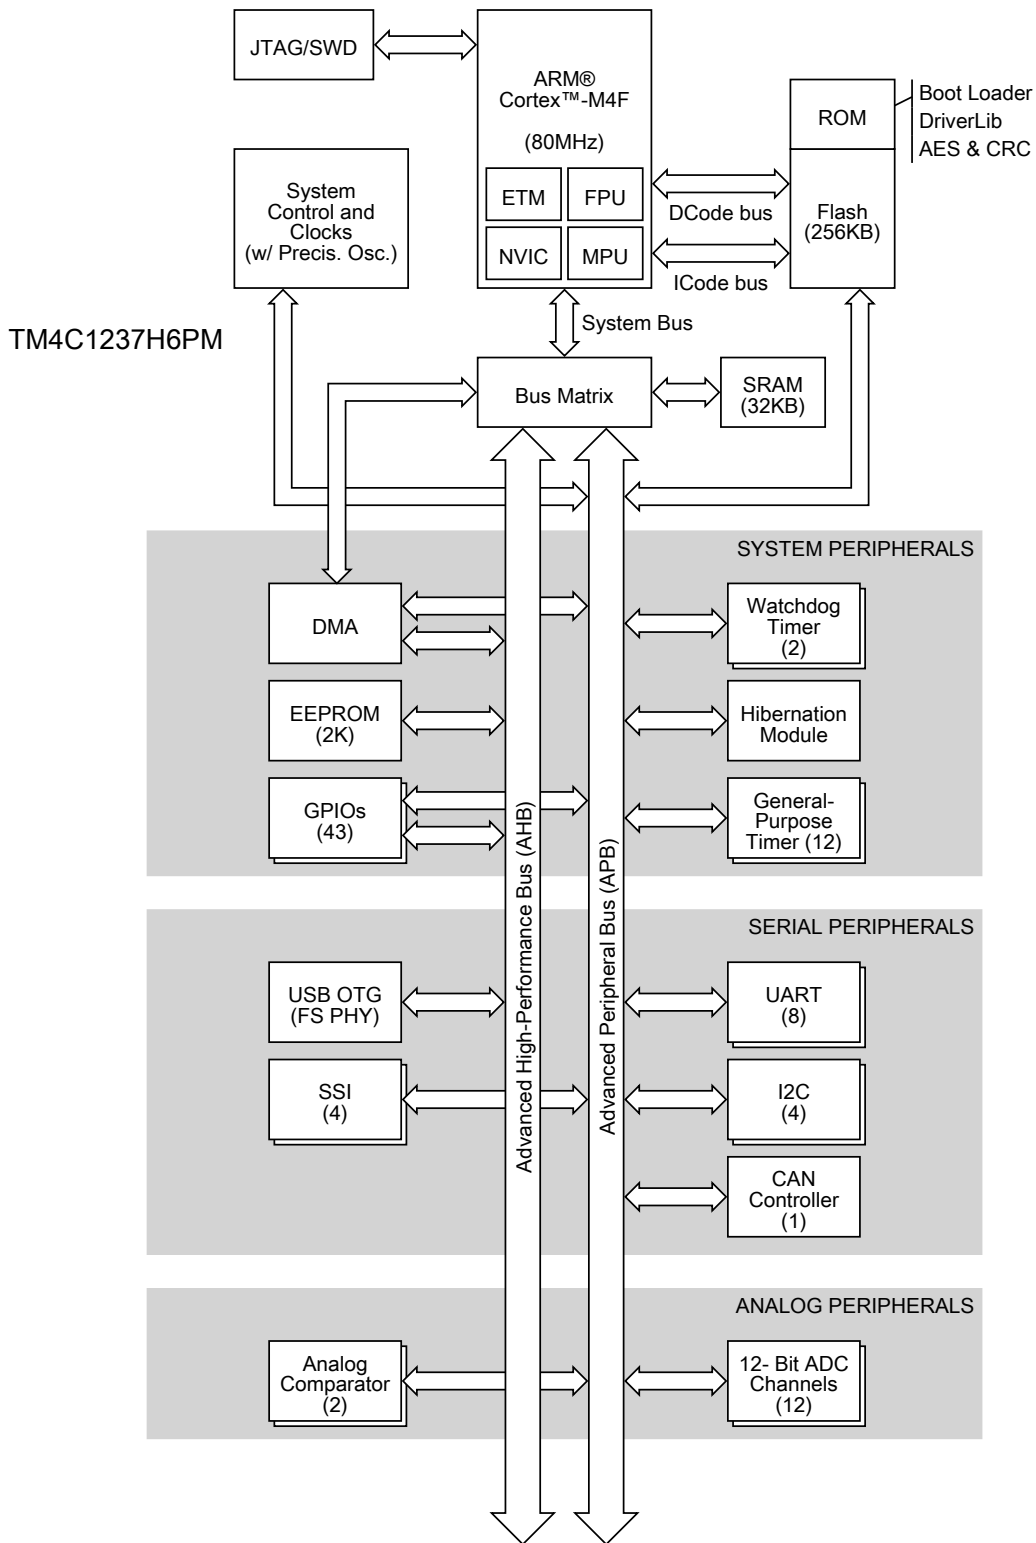 JTAG/SWD
ARM®
Cortex™-M4F
(80MHz)
ETM
FPU
NVIC
MPU
ROM
Boot Loader
DriverLib
AES & CRC
Flash
(256KB)
DCode bus
ICode bus
System
Control and
Clocks
(w/ Precis. Osc.)
System Bus
TM4C1237H6PM
Bus Matrix
SRAM
(32KB)
SYSTEM PERIPHERALS
DMA
Watchdog
Timer
(2)
EEPROM
(2K)
Hibernation
Module
GPIOs
(43)
General-
Purpose
Timer (12)
Advanced High-Performance Bus (AHB)
Advanced Peripheral Bus (APB)
SERIAL PERIPHERALS
USB OTG
(FS PHY)
UART
(8)
SSI
(4)
I2C
(4)
CAN
Controller
(1)
ANALOG PERIPHERALS
Analog
Comparator
(2)
12- Bit ADC
Channels
(12)